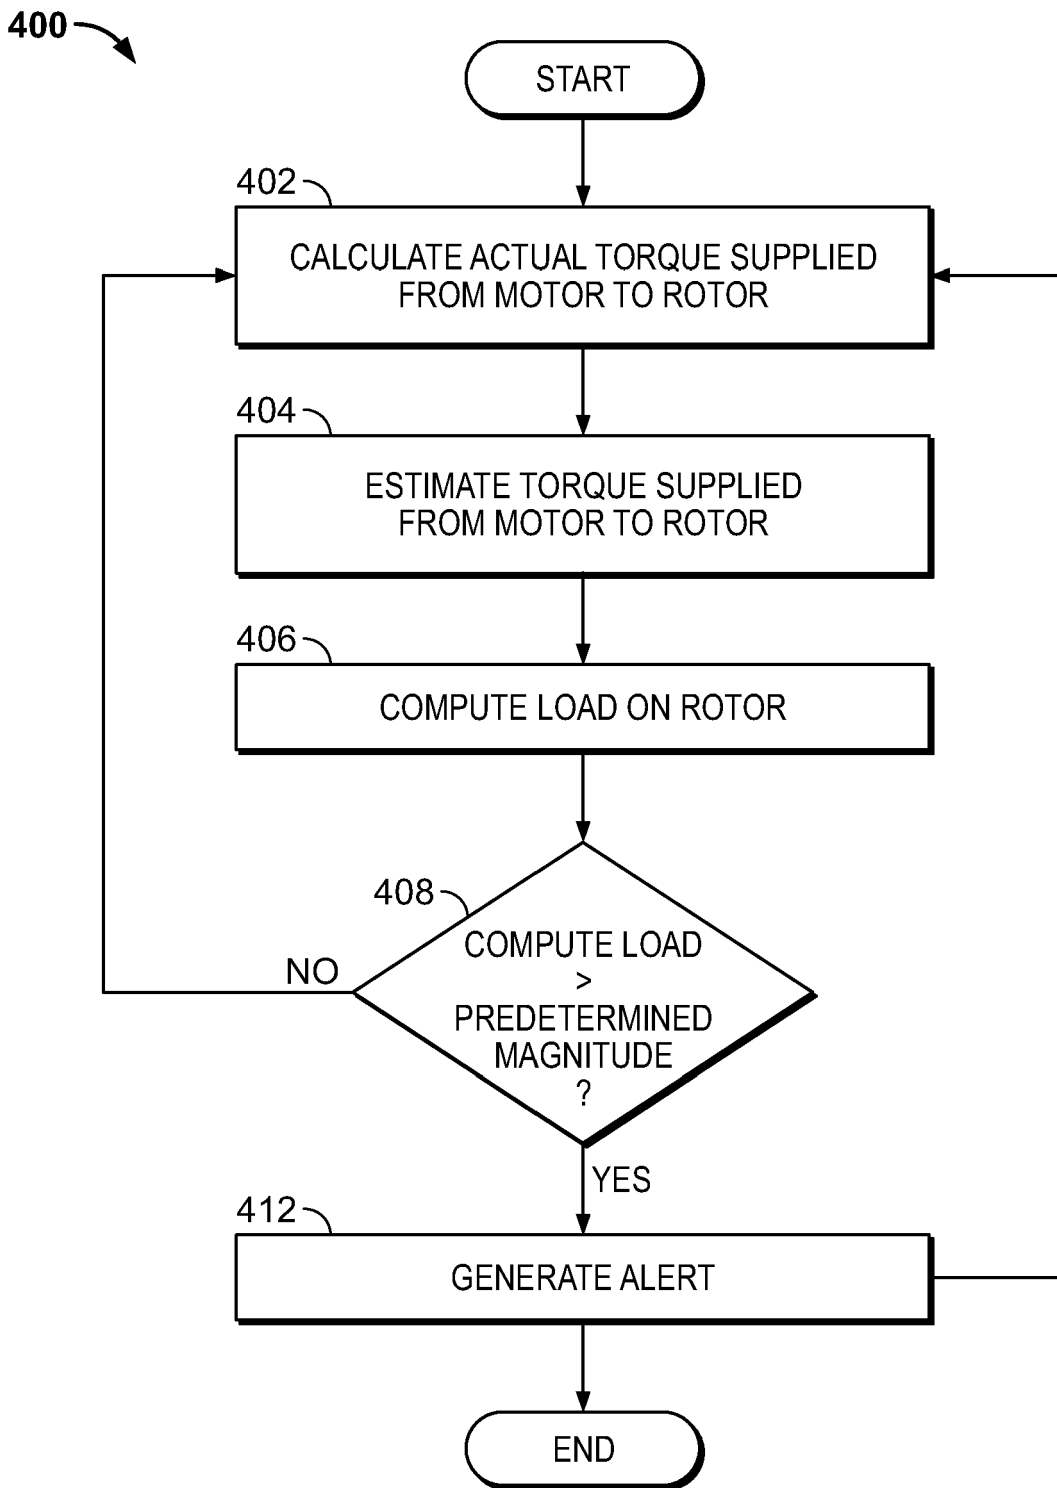 400
START
402
CALCULATE ACTUAL TORQUE SUPPLIED
FROM MOTOR TO ROTOR
404
ESTIMATE TORQUE SUPPLIED
FROM MOTOR TO ROTOR
406
COMPUTE LOAD ON ROTOR
408
COMPUTE LOAD
>
PREDETERMINED
MAGNITUDE
?
NO
YES
412
GENERATE ALERT
END